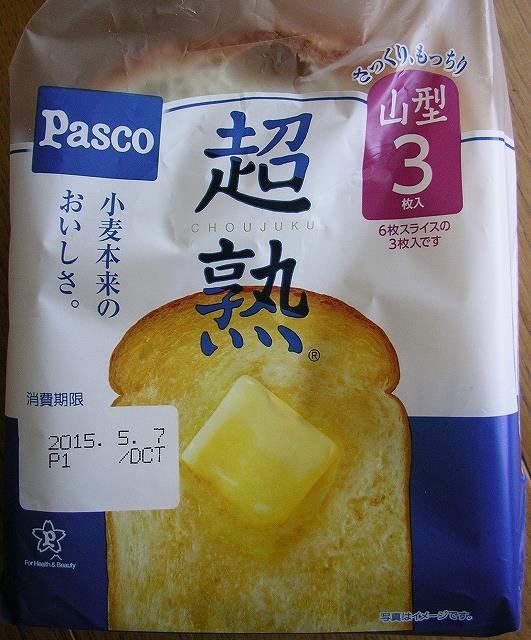 さっくり、もっちり
Pasco
超熟
CHOUJUKU
®
山型
3
枚入
6枚スライスの
3枚入です
小麦本来の
おいしさ。
消費期限
2015. 5. 7
P1 /DCT
P
For Health & Beauty
写真はイメージです。